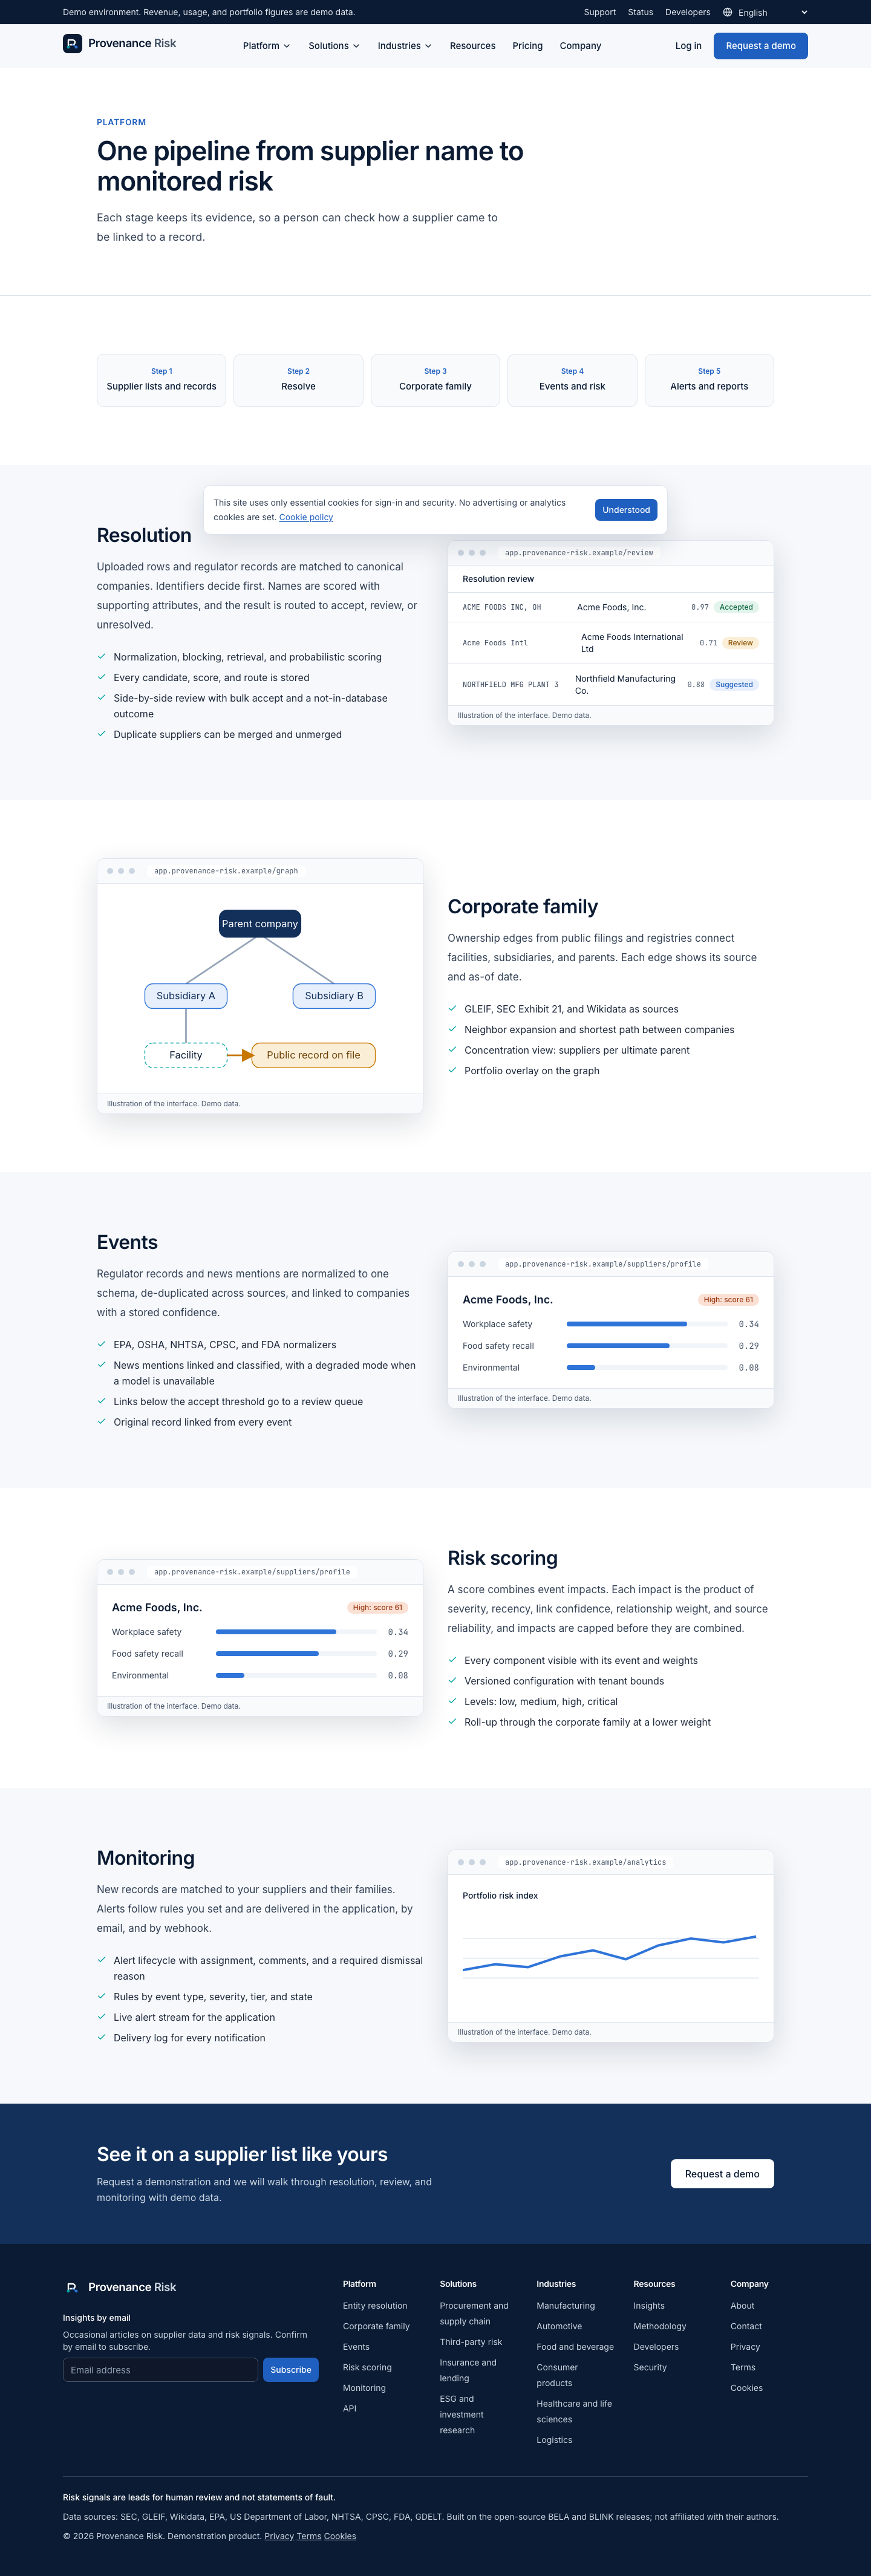 Demo environment. Revenue, usage, and portfolio figures are demo data.
Support Status Developers English
Provenance Risk
Platform Solutions Industries Resources Pricing Company
Log in Request a demo
PLATFORM
One pipeline from supplier name to
monitored risk
Each stage keeps its evidence, so a person can check how a supplier came to
be linked to a record.
Step 1
Supplier lists and records
Step 2
Resolve
Step 3
Corporate family
Step 4
Events and risk
Step 5
Alerts and reports
This site uses only essential cookies for sign-in and security. No advertising or analytics
cookies are set. Cookie policy
Understood
Resolution
Uploaded rows and regulator records are matched to canonical
companies. Identifiers decide first. Names are scored with
supporting attributes, and the result is routed to accept, review, or
unresolved.
Normalization, blocking, retrieval, and probabilistic scoring
Every candidate, score, and route is stored
Side-by-side review with bulk accept and a not-in-database
outcome
Duplicate suppliers can be merged and unmerged
app.provenance-risk.example/review
Resolution review
ACME FOODS INC, OH Acme Foods, Inc. 0.97 Accepted
Acme Foods Intl Acme Foods International
Ltd 0.71 Review
NORTHFIELD MFG PLANT 3 Northfield Manufacturing
Co. 0.88 Suggested
Illustration of the interface. Demo data.
app.provenance-risk.example/graph
Parent company
Subsidiary A Subsidiary B
Facility Public record on file
Illustration of the interface. Demo data.
Corporate family
Ownership edges from public filings and registries connect
facilities, subsidiaries, and parents. Each edge shows its source
and as-of date.
GLEIF, SEC Exhibit 21, and Wikidata as sources
Neighbor expansion and shortest path between companies
Concentration view: suppliers per ultimate parent
Portfolio overlay on the graph
Events
Regulator records and news mentions are normalized to one
schema, de-duplicated across sources, and linked to companies
with a stored confidence.
EPA, OSHA, NHTSA, CPSC, and FDA normalizers
News mentions linked and classified, with a degraded mode when
a model is unavailable
Links below the accept threshold go to a review queue
Original record linked from every event
app.provenance-risk.example/suppliers/profile
Acme Foods, Inc. High: score 61
Workplace safety 0.34
Food safety recall 0.29
Environmental 0.08
Illustration of the interface. Demo data.
app.provenance-risk.example/suppliers/profile
Acme Foods, Inc. High: score 61
Workplace safety 0.34
Food safety recall 0.29
Environmental 0.08
Illustration of the interface. Demo data.
Risk scoring
A score combines event impacts. Each impact is the product of
severity, recency, link confidence, relationship weight, and source
reliability, and impacts are capped before they are combined.
Every component visible with its event and weights
Versioned configuration with tenant bounds
Levels: low, medium, high, critical
Roll-up through the corporate family at a lower weight
Monitoring
New records are matched to your suppliers and their families.
Alerts follow rules you set and are delivered in the application, by
email, and by webhook.
Alert lifecycle with assignment, comments, and a required dismissal
reason
Rules by event type, severity, tier, and state
Live alert stream for the application
Delivery log for every notification
app.provenance-risk.example/analytics
Portfolio risk index
Illustration of the interface. Demo data.
See it on a supplier list like yours
Request a demonstration and we will walk through resolution, review, and
monitoring with demo data.
Request a demo
Provenance Risk
Insights by email
Occasional articles on supplier data and risk signals. Confirm
by email to subscribe.
Email address Subscribe
Platform
Entity resolution
Corporate family
Events
Risk scoring
Monitoring
API
Solutions
Procurement and
supply chain
Third-party risk
Insurance and
lending
ESG and
investment
research
Industries
Manufacturing
Automotive
Food and beverage
Consumer
products
Healthcare and life
sciences
Logistics
Resources
Insights
Methodology
Developers
Security
Company
About
Contact
Privacy
Terms
Cookies
Risk signals are leads for human review and not statements of fault.
Data sources: SEC, GLEIF, Wikidata, EPA, US Department of Labor, NHTSA, CPSC, FDA, GDELT. Built on the open-source BELA and BLINK releases; not affiliated with their authors.
© 2026 Provenance Risk. Demonstration product. Privacy Terms Cookies